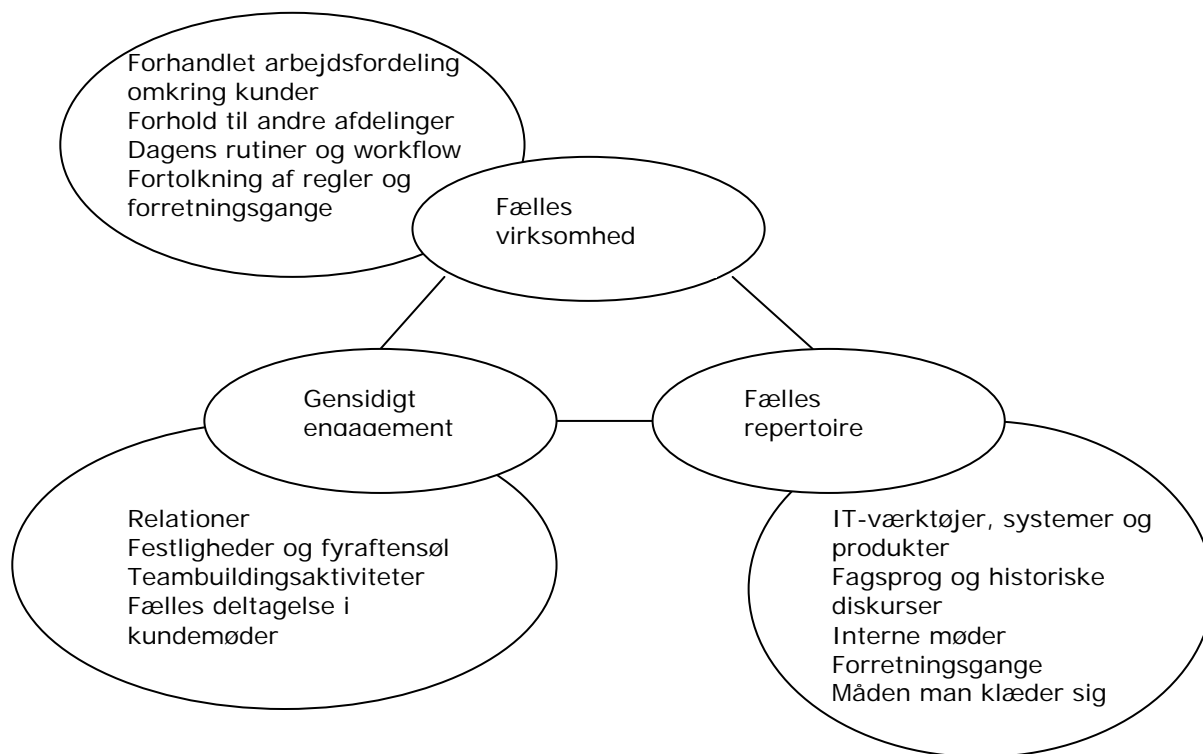 Forhandlet arbejdsfordeling
omkring kunder
Forhold til andre afdelinger
Dagens rutiner og workflow
Fortolkning af regler og
forretningsgange
Fælles
virksomhed
Gensidigt
engagement
Fælles
repertoire
Relationer
Festligheder og fyraftensøl
Teambuildingsaktiviteter
Fælles deltagelse i
kundemøder
IT-værktøjer, systemer og
produkter
Fagsprog og historiske
diskurser
Interne møder
Forretningsgange
Måden man klæder sig